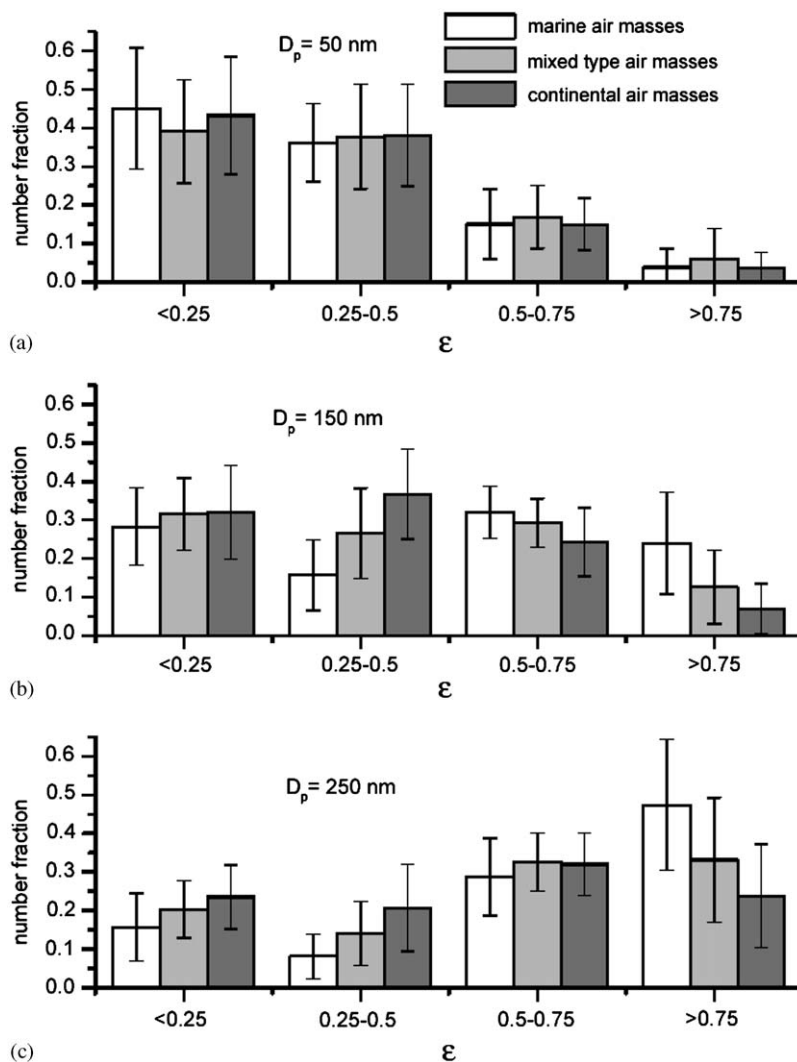 marine air masses
mixed type air masses
continental air masses
Dp= 50 nm
number fraction
0.6
0.5
0.4
0.3
0.2
0.1
0.0
<0.25 0.25-0.5 0.5-0.75 >0.75
(a) ε
Dp= 150 nm
number fraction
0.6
0.5
0.4
0.3
0.2
0.1
0.0
<0.25 0.25-0.5 0.5-0.75 >0.75
(b) ε
Dp= 250 nm
number fraction
0.6
0.5
0.4
0.3
0.2
0.1
0.0
<0.25 0.25-0.5 0.5-0.75 >0.75
(c) ε